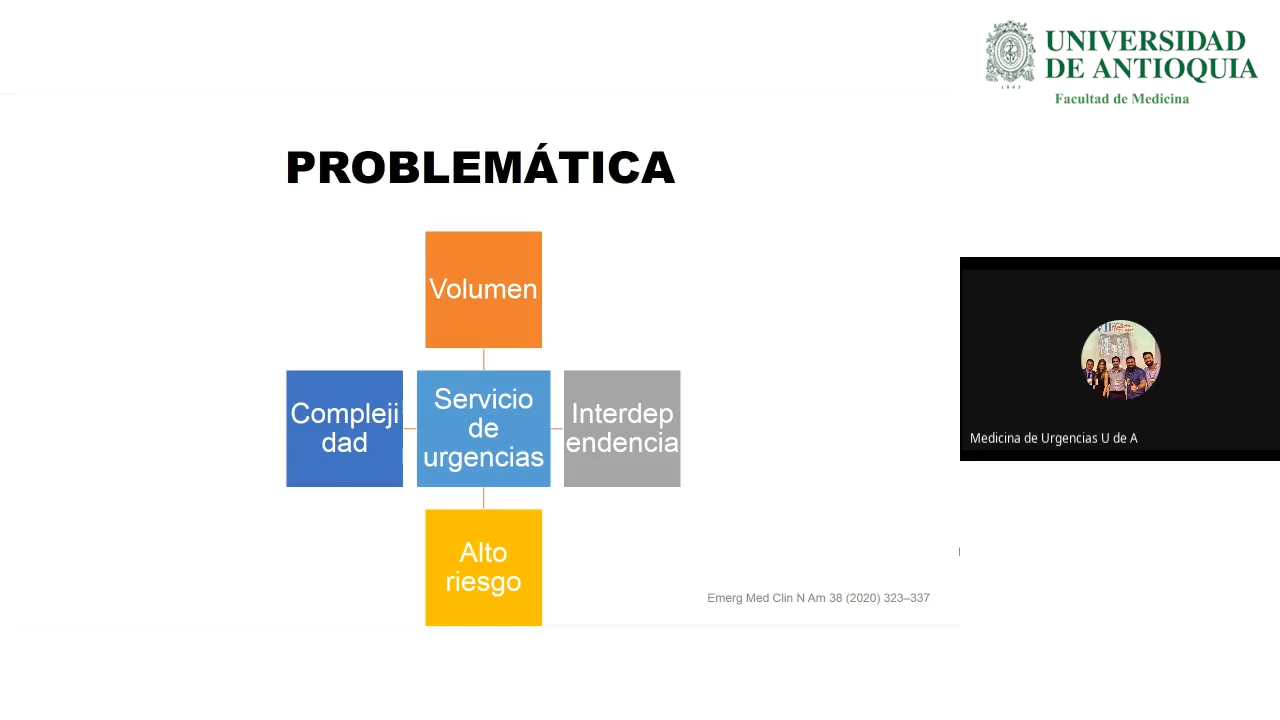 UNIVERSIDAD
DE ANTIOQUIA
1803
Facultad de Medicina
PROBLEMÁTICA
Volumen
Compleji
dad
Servicio
de
urgencias
Interdep
endencia
Alto
riesgo
Medicina de Urgencias U de A
Emerg Med Clin N Am 38 (2020) 323–337